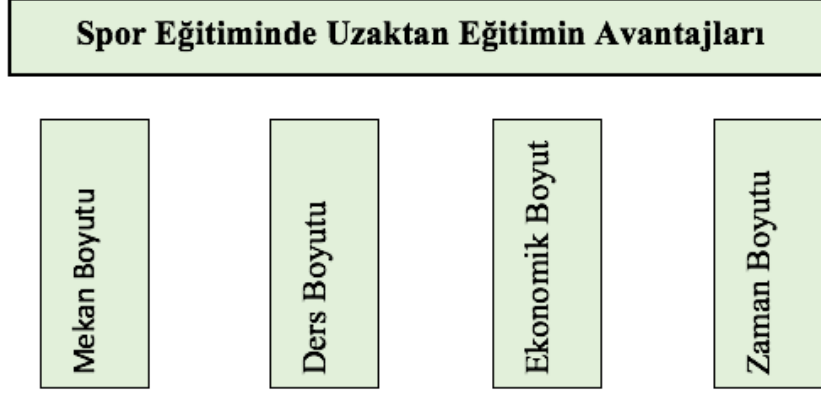 Spor Eğitiminde Uzaktan Eğitimin Avantajları
Mekan Boyutu
Ders Boyutu
Ekonomik Boyut
Zaman Boyutu